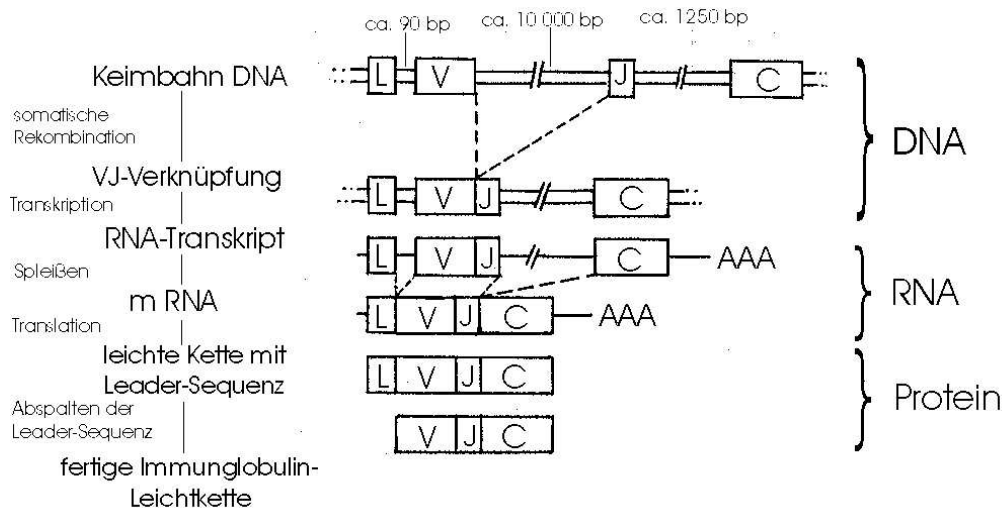 ca. 90 bp
ca. 10 000 bp
ca. 1250 bp
Keimbahn DNA
L V J C
somatische
Rekombination
DNA
VJ-Verknüpfung
L V J C
Transkription
RNA-Transkript
L V J C AAA
Spleißen
RNA
m RNA
L V J C AAA
Translation
leichte Kette mit
Leader-Sequenz
L V J C
Protein
Abspalten der
Leader-Sequenz
V J C
fertige Immunglobulin-
Leichtkette